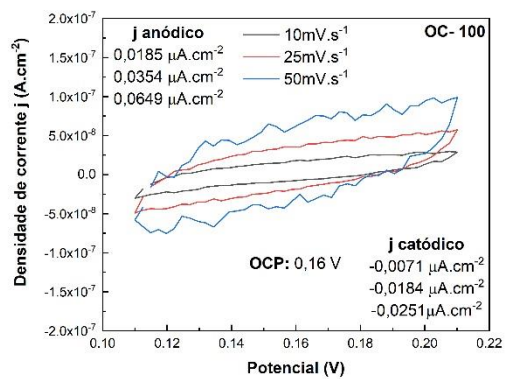 2.0x10⁻⁷
1.5x10⁻⁷
1.0x10⁻⁷
5.0x10⁻⁸
0.0
-5.0x10⁻⁸
-1.0x10⁻⁷
-1.5x10⁻⁷
-2.0x10⁻⁷
Densidade de corrente j (A.cm⁻²)
j anódico
0,0185 µA.cm⁻²
0,0354 µA.cm⁻²
0,0649 µA.cm⁻²
10mV.s⁻¹
25mV.s⁻¹
50mV.s⁻¹
OC- 100
OCP: 0,16 V
j catódico
-0,0071 µA.cm⁻²
-0,0184 µA.cm⁻²
-0,0251µA.cm⁻²
0.10 0.12 0.14 0.16 0.18 0.20 0.22
Potencial (V)